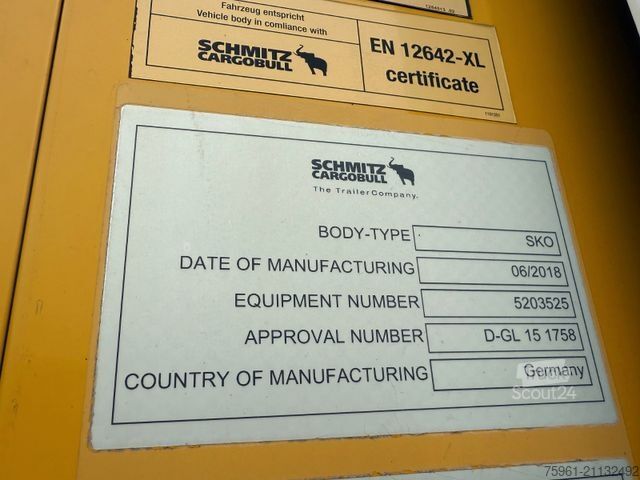 Fahrzeug entspricht
Vehicle body in comliance with
SCHMITZ
CARGOBULL
EN 12642-XL
certificate
SCHMITZ
CARGOBULL
The TrailerCompany.
BODY-TYPE SKO
DATE OF MANUFACTURING 06/2018
EQUIPMENT NUMBER 5203525
APPROVAL NUMBER D-GL 15 1758
COUNTRY OF MANUFACTURING Germany
Truck
Scout24
75961-21132492